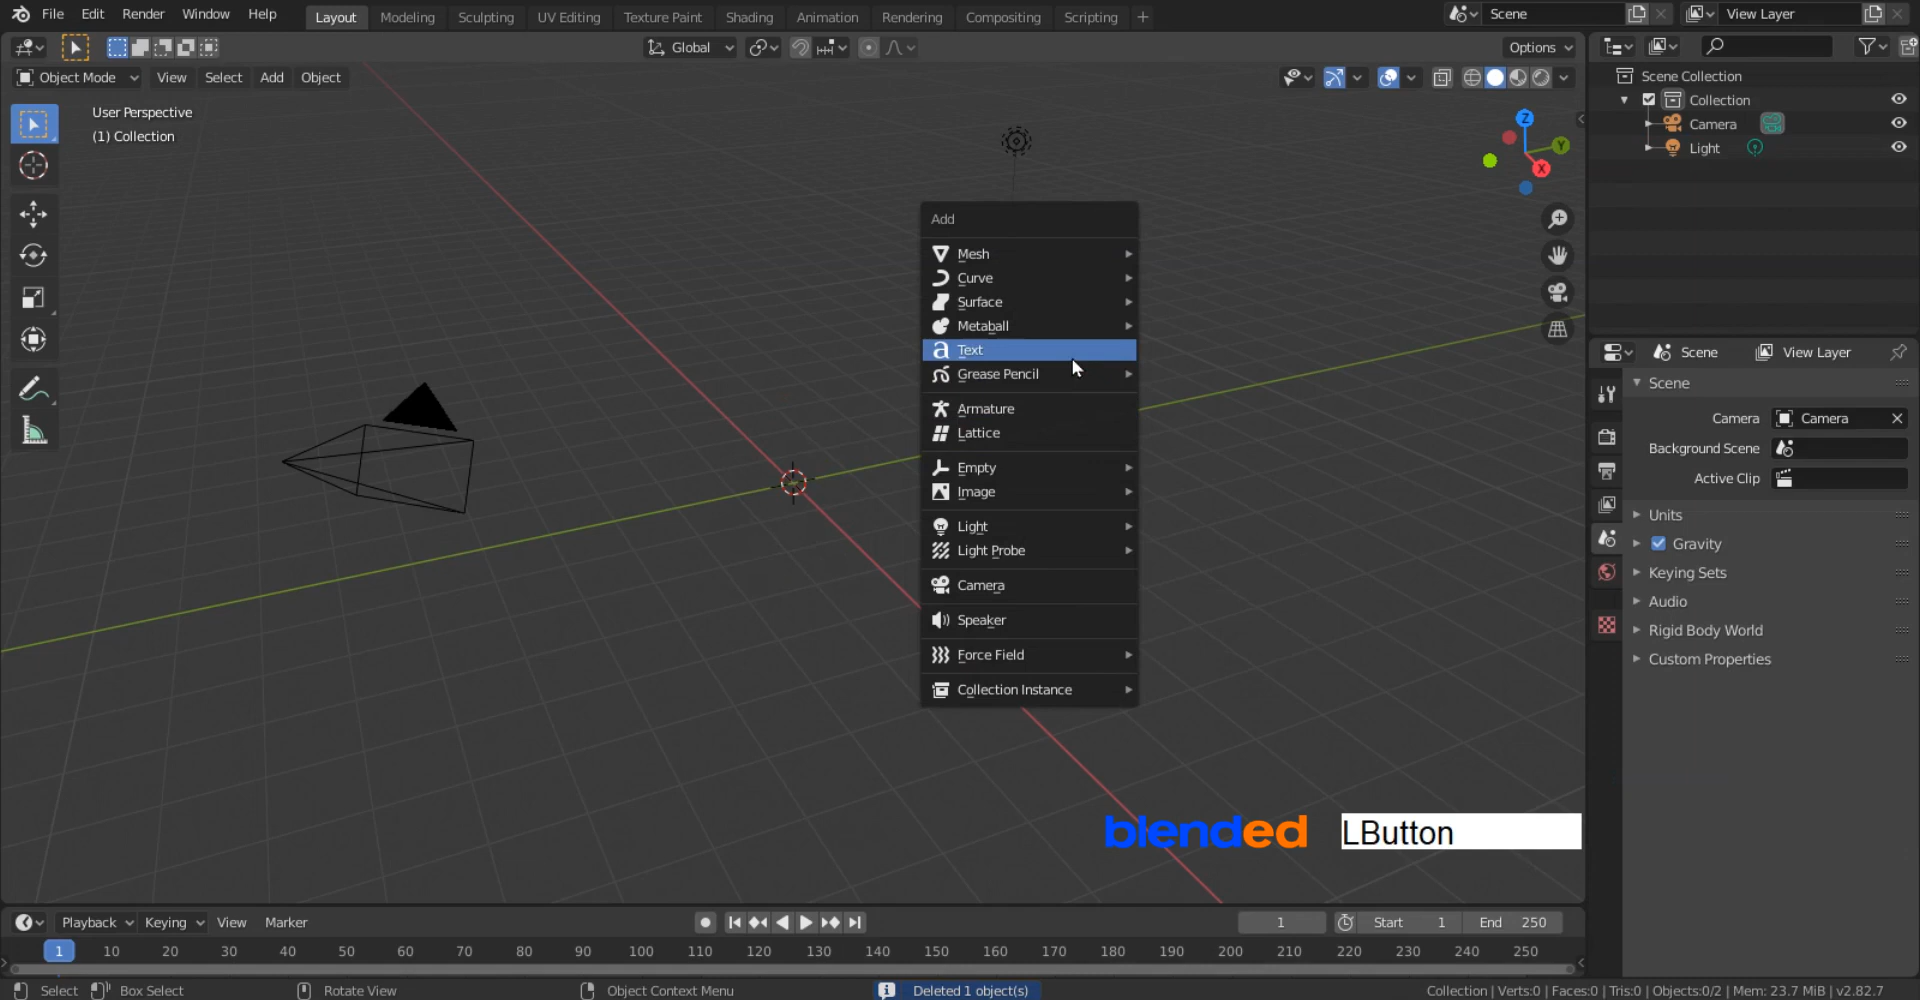 File Edit Render Window Help Layout Modeling Sculpting UV Editing Texture Paint Shading Animation Rendering Compositing Scripting + Scene View Layer
Global Options
Object Mode View Select Add Object
User Perspective
(1) Collection
Z
Y
X
Scene Collection
Collection
Camera
Light
Add
Mesh
Curve
Surface
Metaball
Text
Grease Pencil
Armature
Lattice
Empty
Image
Light
Light Probe
Camera
Speaker
Force Field
Collection Instance
Scene View Layer
Scene
Camera Camera
Background Scene
Active Clip
Units
Gravity
Keying Sets
Audio
Rigid Body World
Custom Properties
blended LButton
Playback Keying View Marker 1 Start 1 End 250
1 10 20 30 40 50 60 70 80 90 100 110 120 130 140 150 160 170 180 190 200 210 220 230 240 250
Select Box Select Rotate View Object Context Menu Deleted 1 object(s) Collection | Verts:0 | Faces:0 | Tris:0 | Objects:0/2 | Mem: 23.7 MiB | v2.82.7